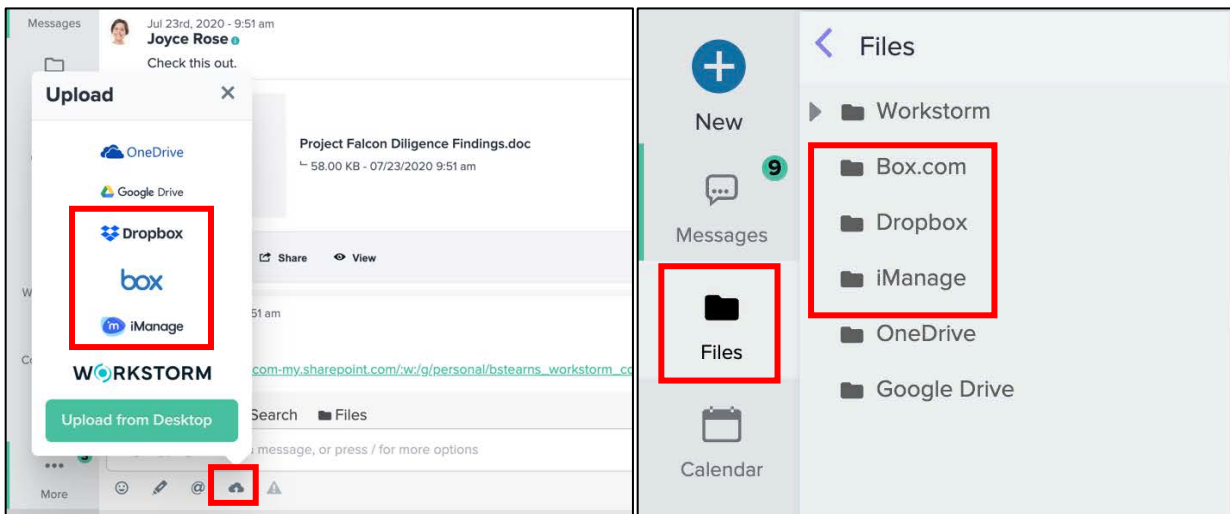 Messages
Jul 23rd, 2020 - 9:51 am
Joyce Rose
Check this out.
Upload
OneDrive
Google Drive
Dropbox
box
iManage
WORKSTORM
Upload from Desktop
Project Falcon Diligence Findings.doc
58.00 KB - 07/23/2020 9:51 am
Share View
51 am
com-my.sharepoint.com/:w:/g/personal/bstearns_workstorm_co
Search Files
message, or press / for more options
More
@
New
9
Messages
Files
Calendar
Files
Workstorm
Box.com
Dropbox
iManage
OneDrive
Google Drive